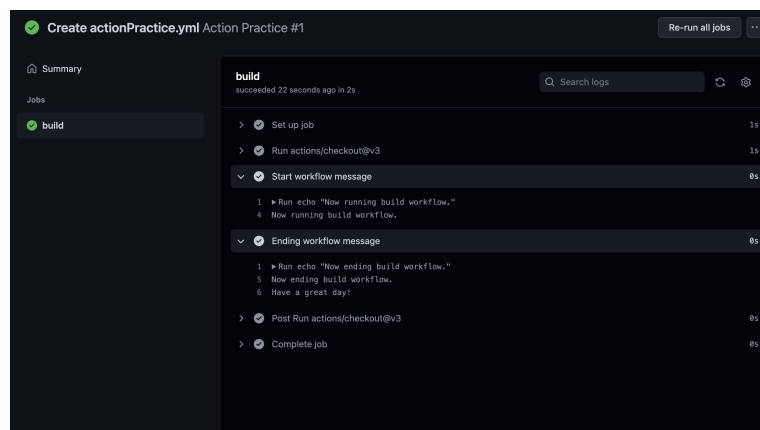 Create actionPractice.yml Action Practice #1
Re-run all jobs
Summary
Jobs
build
build
succeeded 22 seconds ago in 2s
Search logs
Set up job 1s
Run actions/checkout@v3 1s
Start workflow message 0s
1 Run echo "Now running build workflow."
4 Now running build workflow.
Ending workflow message 0s
1 Run echo "Now ending build workflow."
5 Now ending build workflow.
6 Have a great day!
Post Run actions/checkout@v3 0s
Complete job 0s